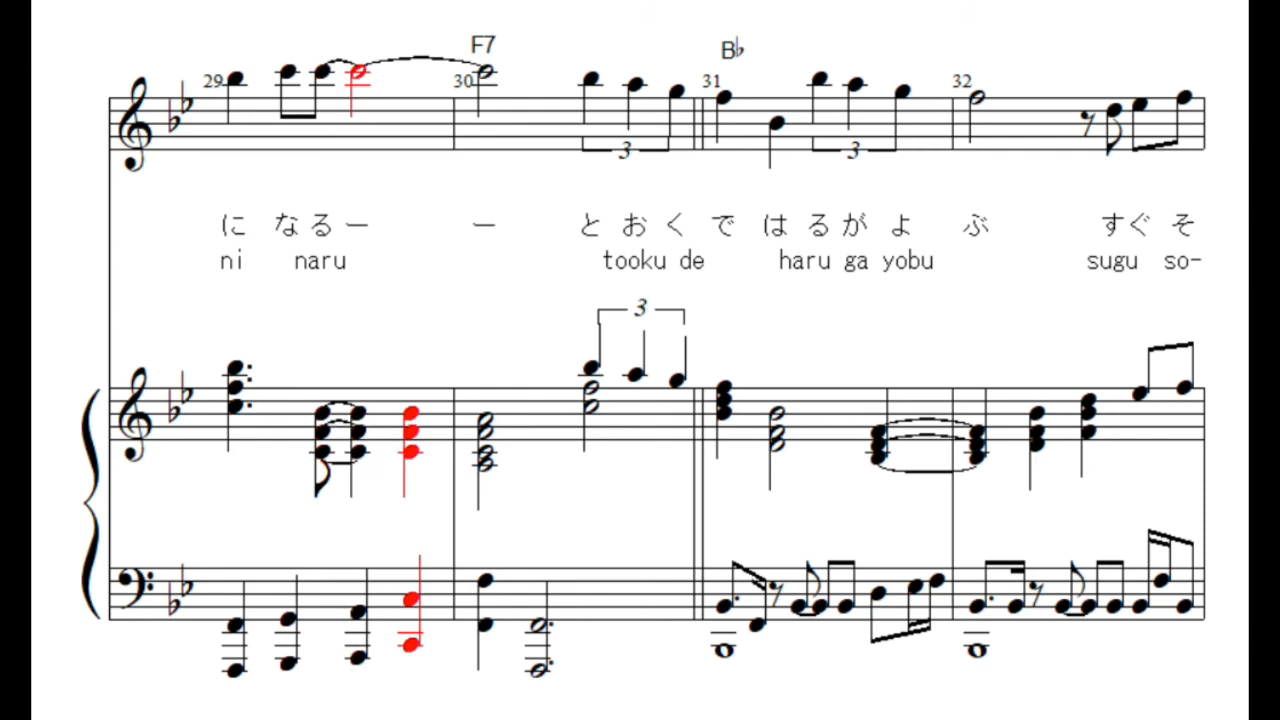 F7 B♭
29 30 31 32
3 3
に なるー ー と お く で は る が よ ぶ すぐ そ
ni naru tooku de haru ga yobu sugu so-
3